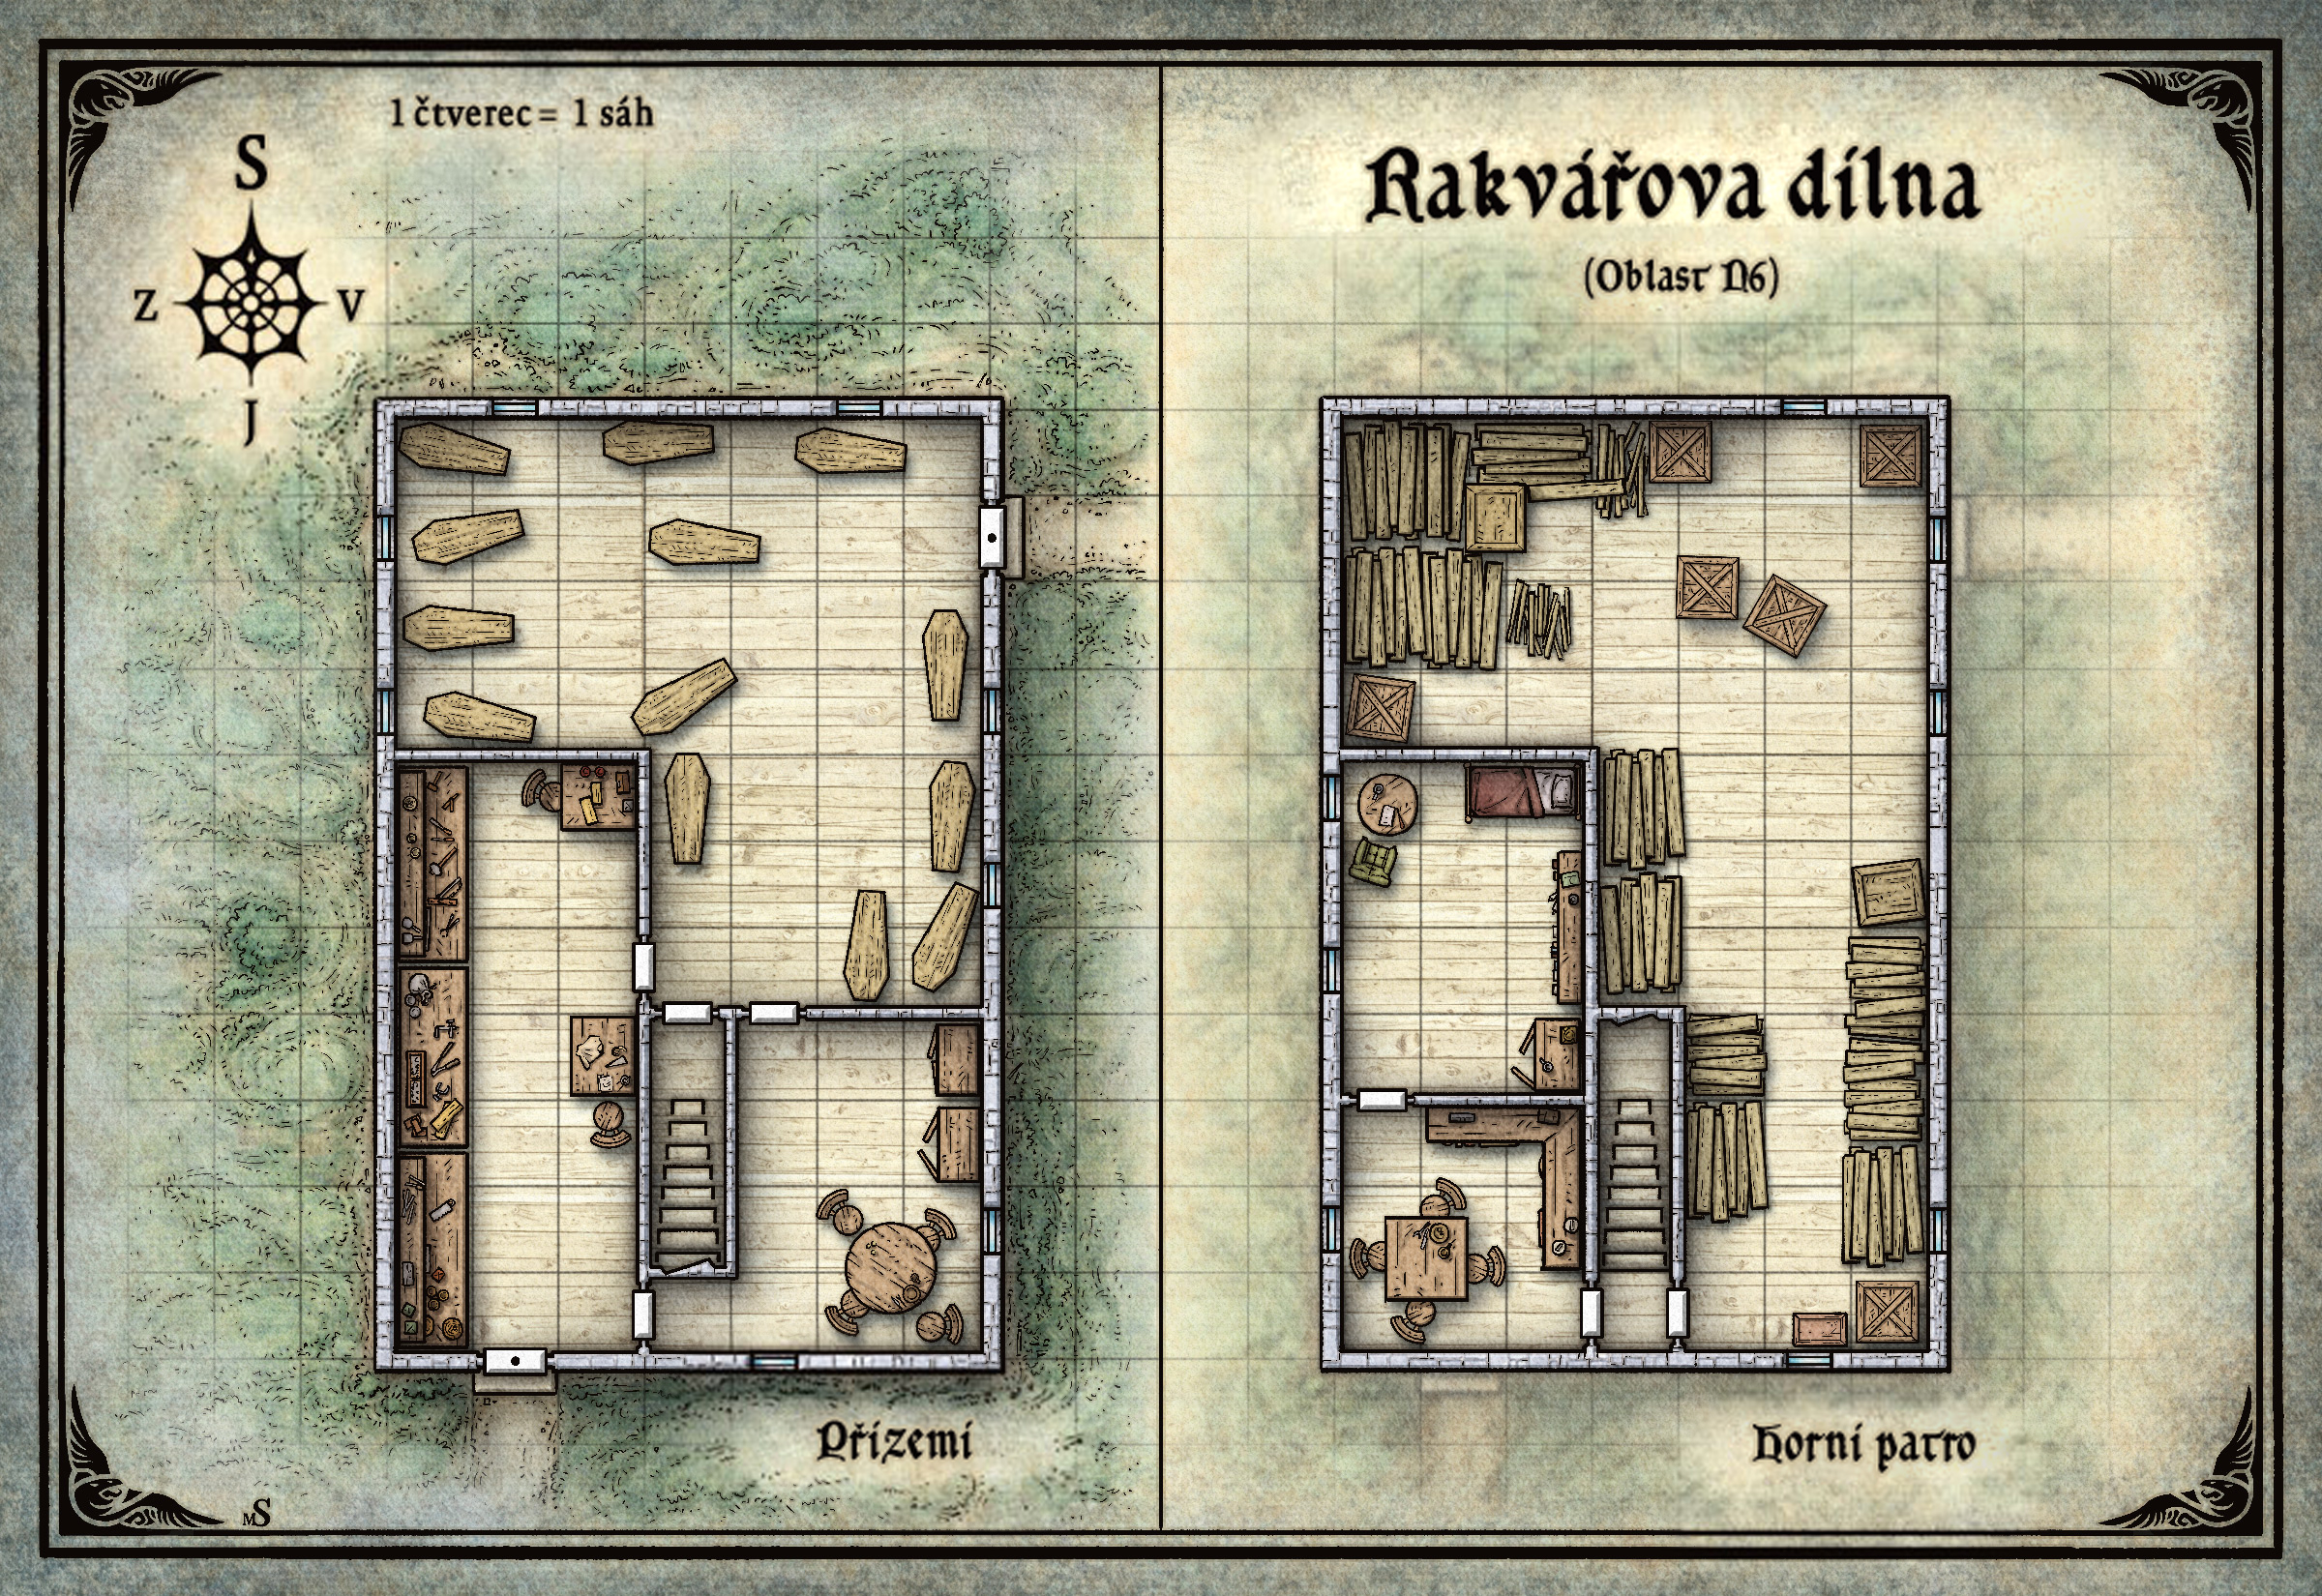 1 čtverec = 1 sáh
S
Z V
J
Rakvářova dílna
(Oblast N6)
Přízemí
Horní patro
MS